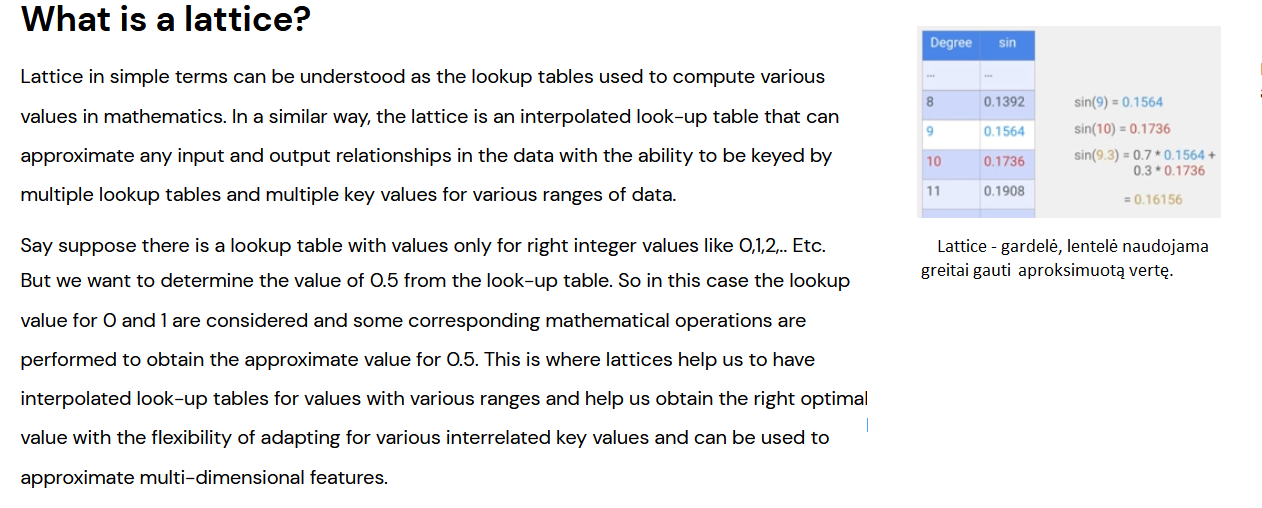 What is a lattice?
Lattice in simple terms can be understood as the lookup tables used to compute various
values in mathematics. In a similar way, the lattice is an interpolated look-up table that can
approximate any input and output relationships in the data with the ability to be keyed by
multiple lookup tables and multiple key values for various ranges of data.
Say suppose there is a lookup table with values only for right integer values like 0,1,2,.. Etc.
But we want to determine the value of 0.5 from the look-up table. So in this case the lookup
value for 0 and 1 are considered and some corresponding mathematical operations are
performed to obtain the approximate value for 0.5. This is where lattices help us to have
interpolated look-up tables for values with various ranges and help us obtain the right optimal
value with the flexibility of adapting for various interrelated key values and can be used to
approximate multi-dimensional features.
Degree sin
... ...
8 0.1392
9 0.1564
10 0.1736
11 0.1908
sin(9) = 0.1564
sin(10) = 0.1736
sin(9.3) = 0.7 * 0.1564 +
0.3 * 0.1736
= 0.16156
Lattice - gardelė, lentelė naudojama
greitai gauti aproksimuotą vertę.